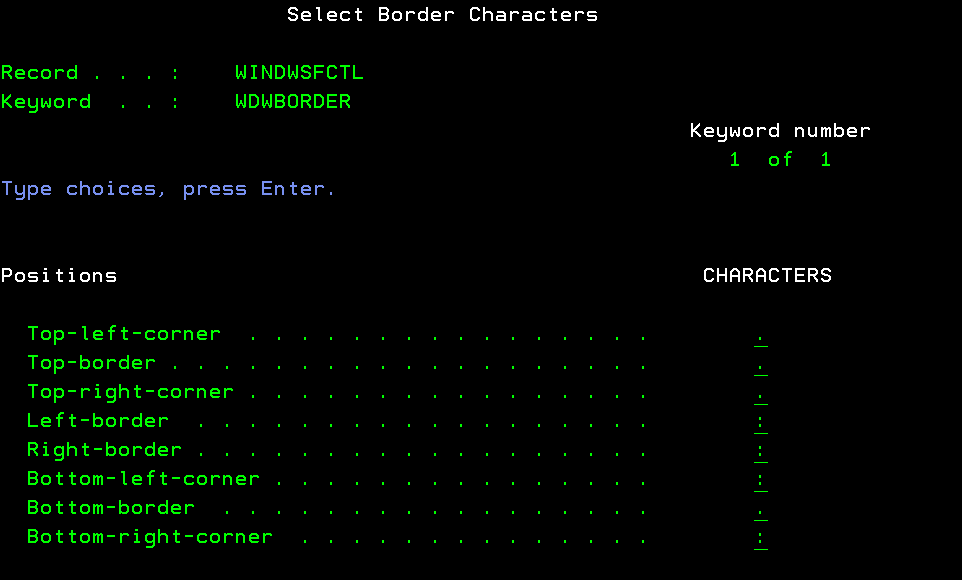 Select Border Characters
Record . . . :    WINDWSFCTL
Keyword  . . :    WDWBORDER
Keyword number
1  of  1
Type choices, press Enter.
Positions    CHARACTERS
Top-left-corner  . . . . . . . . . . . . . . . .    .
Top-border . . . . . . . . . . . . . . . . . . .    .
Top-right-corner . . . . . . . . . . . . . . . .    .
Left-border  . . . . . . . . . . . . . . . . . .    :
Right-border . . . . . . . . . . . . . . . . . .    :
Bottom-left-corner . . . . . . . . . . . . . . .    :
Bottom-border  . . . . . . . . . . . . . . . . .    .
Bottom-right-corner  . . . . . . . . . . . . . .    :